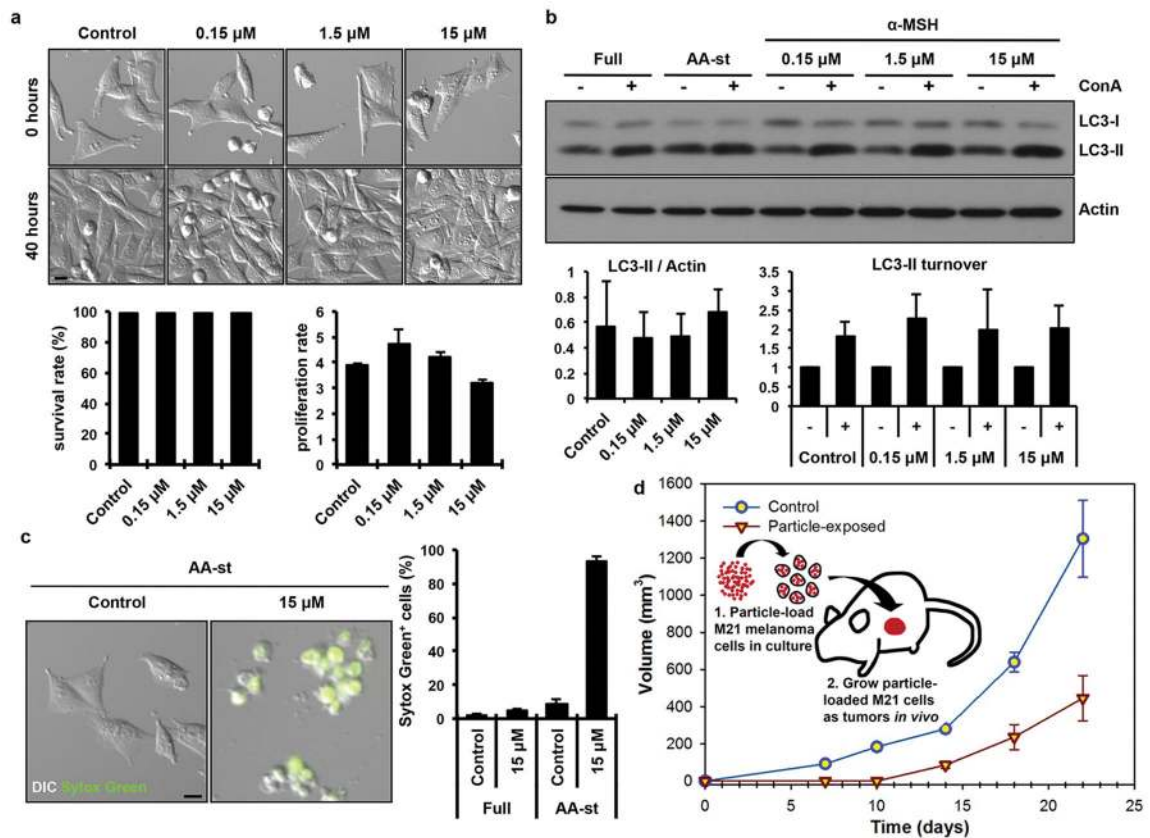 a
Control 0.15 µM 1.5 µM 15 µM
0 hours
40 hours
survival rate (%)
100
80
60
40
20
0
Control 0.15 µM 1.5 µM 15 µM
proliferation rate
6
5
4
3
2
1
0
Control 0.15 µM 1.5 µM 15 µM
b
α-MSH
Full AA-st 0.15 µM 1.5 µM 15 µM
- + - + - + - + - + ConA
LC3-I
LC3-II
Actin
LC3-II / Actin
1
0.8
0.6
0.4
0.2
0
Control 0.15 µM 1.5 µM 15 µM
LC3-II turnover
3.5
3
2.5
2
1.5
1
0.5
0
- + - + - + - +
Control 0.15 µM 1.5 µM 15 µM
c
AA-st
Control 15 µM
DIC Sytox Green
Sytox Green⁺ cells (%)
100
80
60
40
20
0
Control 15 µM Control 15 µM
Full AA-st
d
Volume (mm³)
1600
1400
1200
1000
800
600
400
200
0
Control
Particle-exposed
1. Particle-load
M21 melanoma
cells in culture
2. Grow particle-
loaded M21 cells
as tumors in vivo
0 5 10 15 20 25
Time (days)